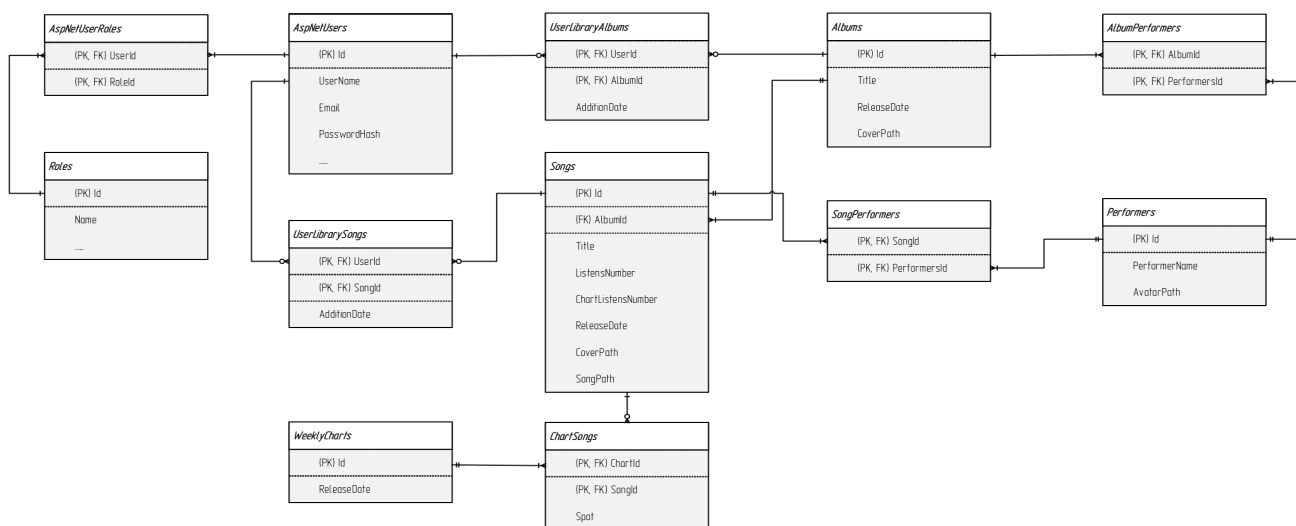 AspNetUserRoles
(PK, FK) UserId
(PK, FK) RoleId
AspNetUsers
(PK) Id
UserName
Email
PasswordHash
.....
UserLibraryAlbums
(PK, FK) UserId
(PK, FK) AlbumId
AdditionDate
Albums
(PK) Id
Title
ReleaseDate
CoverPath
AlbumPerformers
(PK, FK) AlbumId
(PK, FK) PerformersId
Roles
(PK) Id
Name
.....
UserLibrarySongs
(PK, FK) UserId
(PK, FK) SongId
AdditionDate
Songs
(PK) Id
(FK) AlbumId
Title
ListensNumber
ChartListensNumber
ReleaseDate
CoverPath
SongPath
SongPerformers
(PK, FK) SongId
(PK, FK) PerformersId
Performers
(PK) Id
PerformerName
AvatarPath
WeeklyCharts
(PK) Id
ReleaseDate
ChartSongs
(PK, FK) ChartId
(PK, FK) SongId
Spot